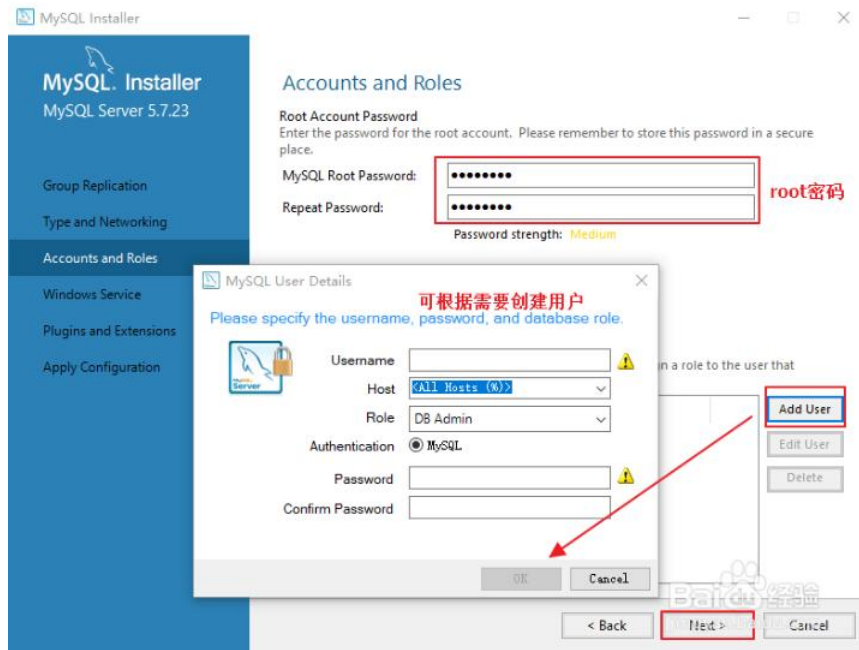 MySQL Installer
MySQL. Installer
MySQL Server 5.7.23
Group Replication
Type and Networking
Accounts and Roles
Windows Service
Plugins and Extensions
Apply Configuration
Accounts and Roles
Root Account Password
Enter the password for the root account. Please remember to store this password in a secure
place.
MySQL Root Password: ●●●●●●●●
Repeat Password: ●●●●●●●●
root密码
Password strength: Medium
MySQL User Details
可根据需要创建用户
Please specify the username, password, and database role.
MySQL
Server
Username
Host <All Hosts (%)>
Role DB Admin
Authentication MySQL
Password
Confirm Password
OK Cancel
n a role to the user that
Add User
Edit User
Delete
Baidu 经验
< Back Next > Cancel